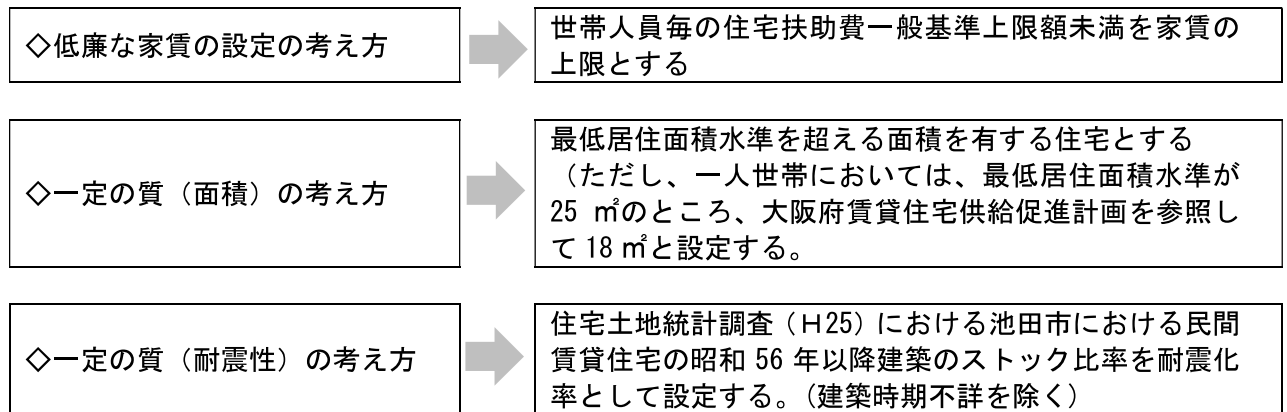 ◇低廉な家賃の設定の考え方
世帯人員毎の住宅扶助費一般基準上限額未満を家賃の
上限とする
◇一定の質（面積）の考え方
最低居住面積水準を超える面積を有する住宅とする
（ただし、一人世帯においては、最低居住面積水準が
25 ㎡のところ、大阪府賃貸住宅供給促進計画を参照し
て 18 ㎡と設定する。
◇一定の質（耐震性）の考え方
住宅土地統計調査（Ｈ25）における池田市における民間
賃貸住宅の昭和 56 年以降建築のストック比率を耐震化
率として設定する。（建築時期不詳を除く）